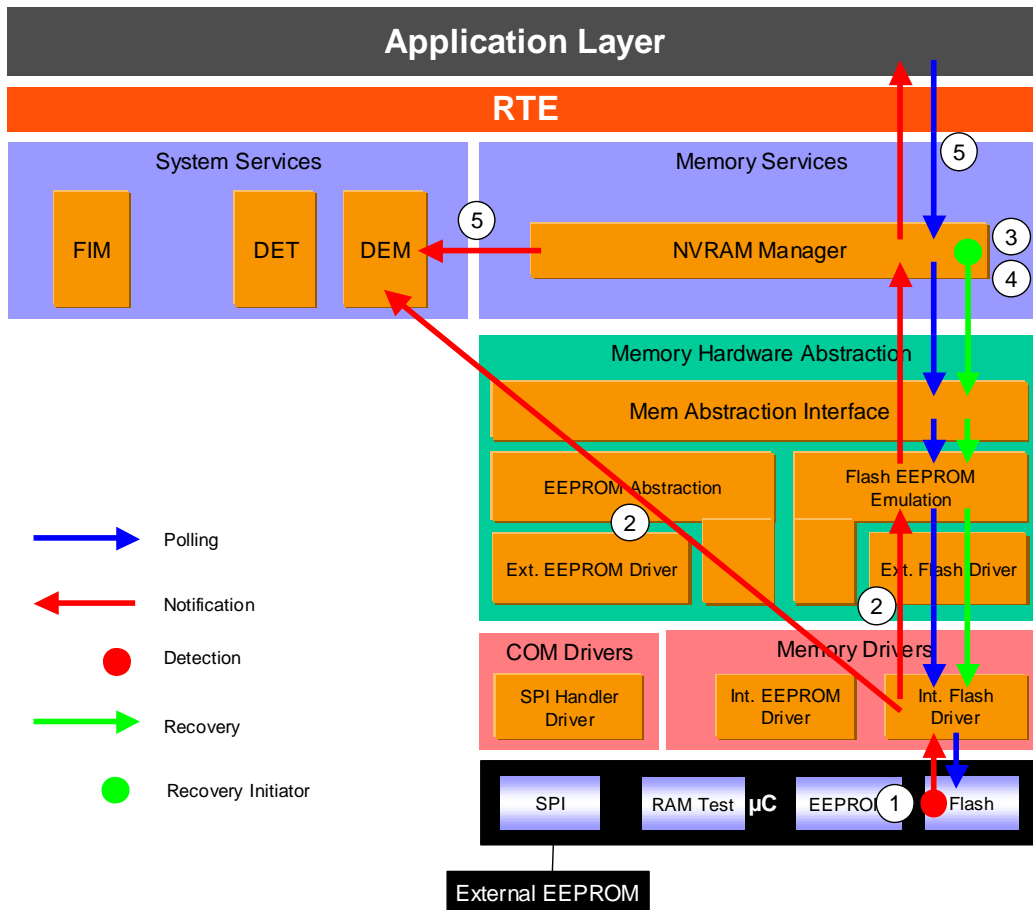 Application Layer
RTE
System Services
Memory Services
5
5
FIM
DET
DEM
NVRAM Manager
3
4
Memory Hardware Abstraction
Mem Abstraction Interface
EEPROM Abstraction
Flash EEPROM
Emulation
2
Ext. EEPROM Driver
Ext. Flash Driver
2
Polling
Notification
Detection
Recovery
Recovery Initiator
COM Drivers
Memory Drivers
SPI Handler
Driver
Int. EEPROM
Driver
Int. Flash
Driver
SPI
RAM Test
µC
EEPROM
1
Flash
External EEPROM